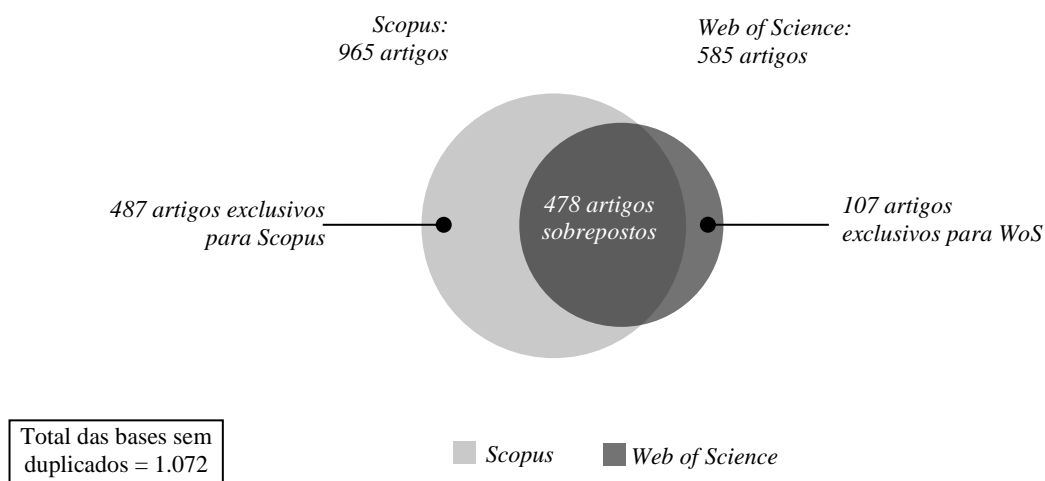 Scopus:
965 artigos
Web of Science:
585 artigos
487 artigos exclusivos
para Scopus
478 artigos
sobrepostos
107 artigos
exclusivos para WoS
Total das bases sem
duplicados = 1.072
Scopus
Web of Science